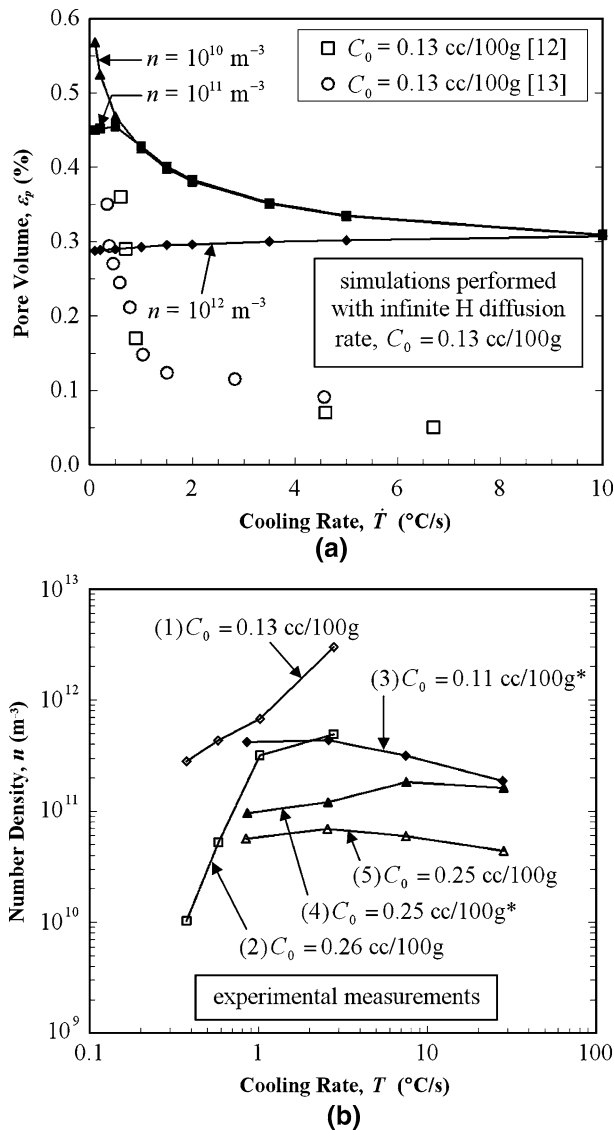 0.6
0.5
0.4
0.3
0.2
0.1
0.0
Pore Volume, εp (%)
n = 10¹⁰ m⁻³
n = 10¹¹ m⁻³
n = 10¹² m⁻³
C₀ = 0.13 cc/100g [12]
C₀ = 0.13 cc/100g [13]
simulations performed
with infinite H diffusion
rate, C₀ = 0.13 cc/100g
0 2 4 6 8 10
Cooling Rate, Ṫ (°C/s)
(a)
10¹³
10¹²
10¹¹
10¹⁰
10⁹
Number Density, n (m⁻³)
(1) C₀ = 0.13 cc/100g
(3) C₀ = 0.11 cc/100g*
(5) C₀ = 0.25 cc/100g
(4) C₀ = 0.25 cc/100g*
(2) C₀ = 0.26 cc/100g
experimental measurements
0.1 1 10 100
Cooling Rate, T (°C/s)
(b)